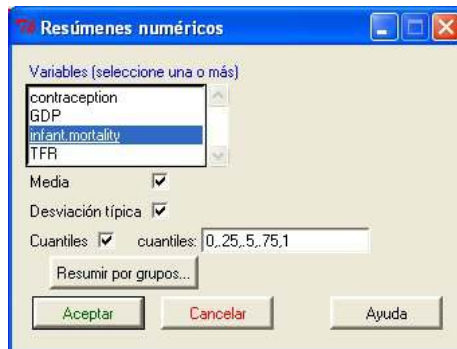 Resúmenes numéricos
Variables (seleccione una o más)
contraception
GDP
infant.mortality
TFR
Media
Desviación típica
Cuantiles cuantiles: 0,.25,.5,.75,1
Resumir por grupos...
Aceptar Cancelar Ayuda